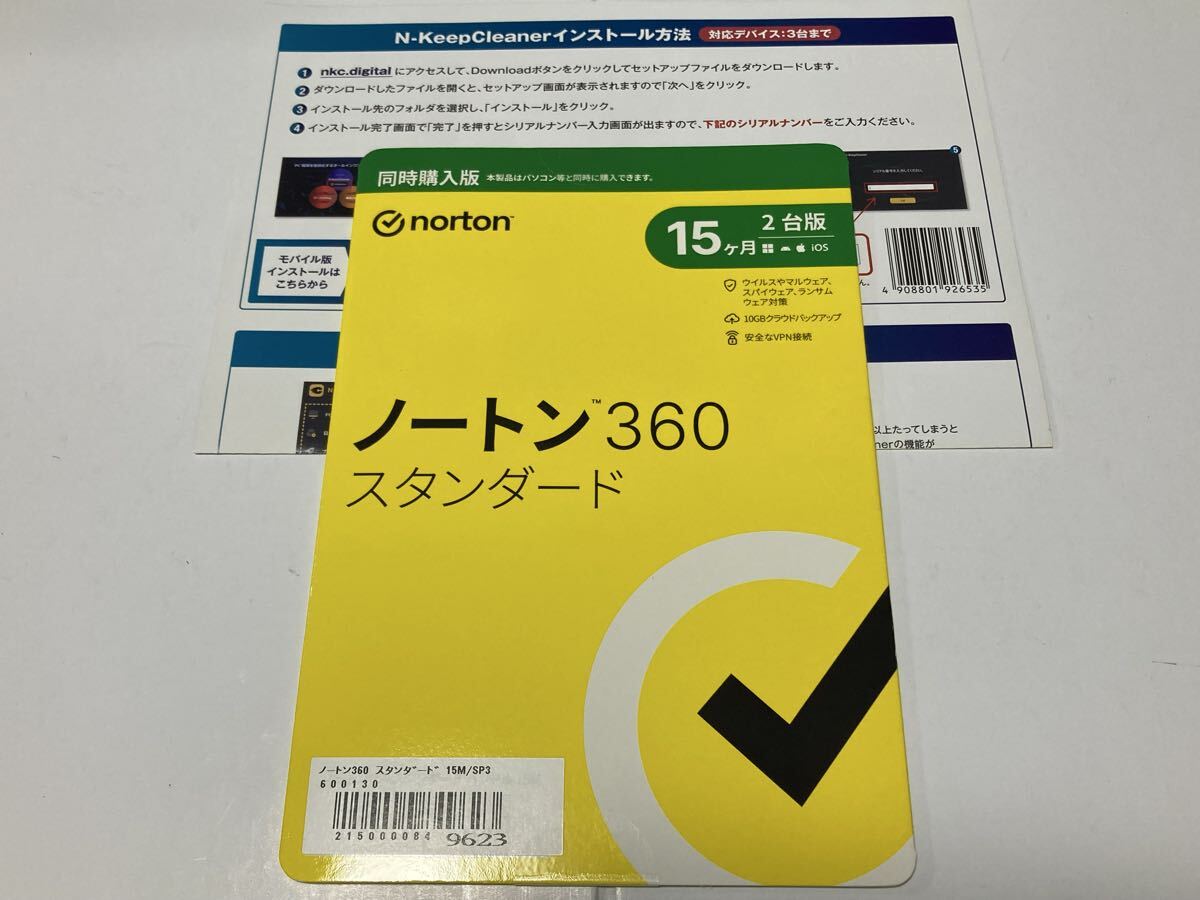 N-KeepCleanerインストール方法 対応デバイス:3台まで
1 nkc.digital にアクセスして、Downloadボタンをクリックしてセットアップファイルをダウンロードします。
2 ダウンロードしたファイルを開くと、セットアップ画面が表示されますので「次へ」をクリック。
3 インストール先のフォルダを選択し、「インストール」をクリック。
4 インストール完了画面で「完了」を押すとシリアルナンバー入力画面が出ますので、下記のシリアルナンバーをご入力ください。
5
モバイル版
インストールは
こちらから
4 908801 926535
同時購入版 本製品はパソコン等と同時に購入できます。
norton
15ヶ月 2台版
iOS
ウイルスやマルウェア、
スパイウェア、ランサム
ウェア対策
10GBクラウドバックアップ
安全なVPN接続
ノートン™360
スタンダード
以上たってしまうと
nerの機能が
ノートン360 スタンダード 15M/SP3
600130
215000084 9623